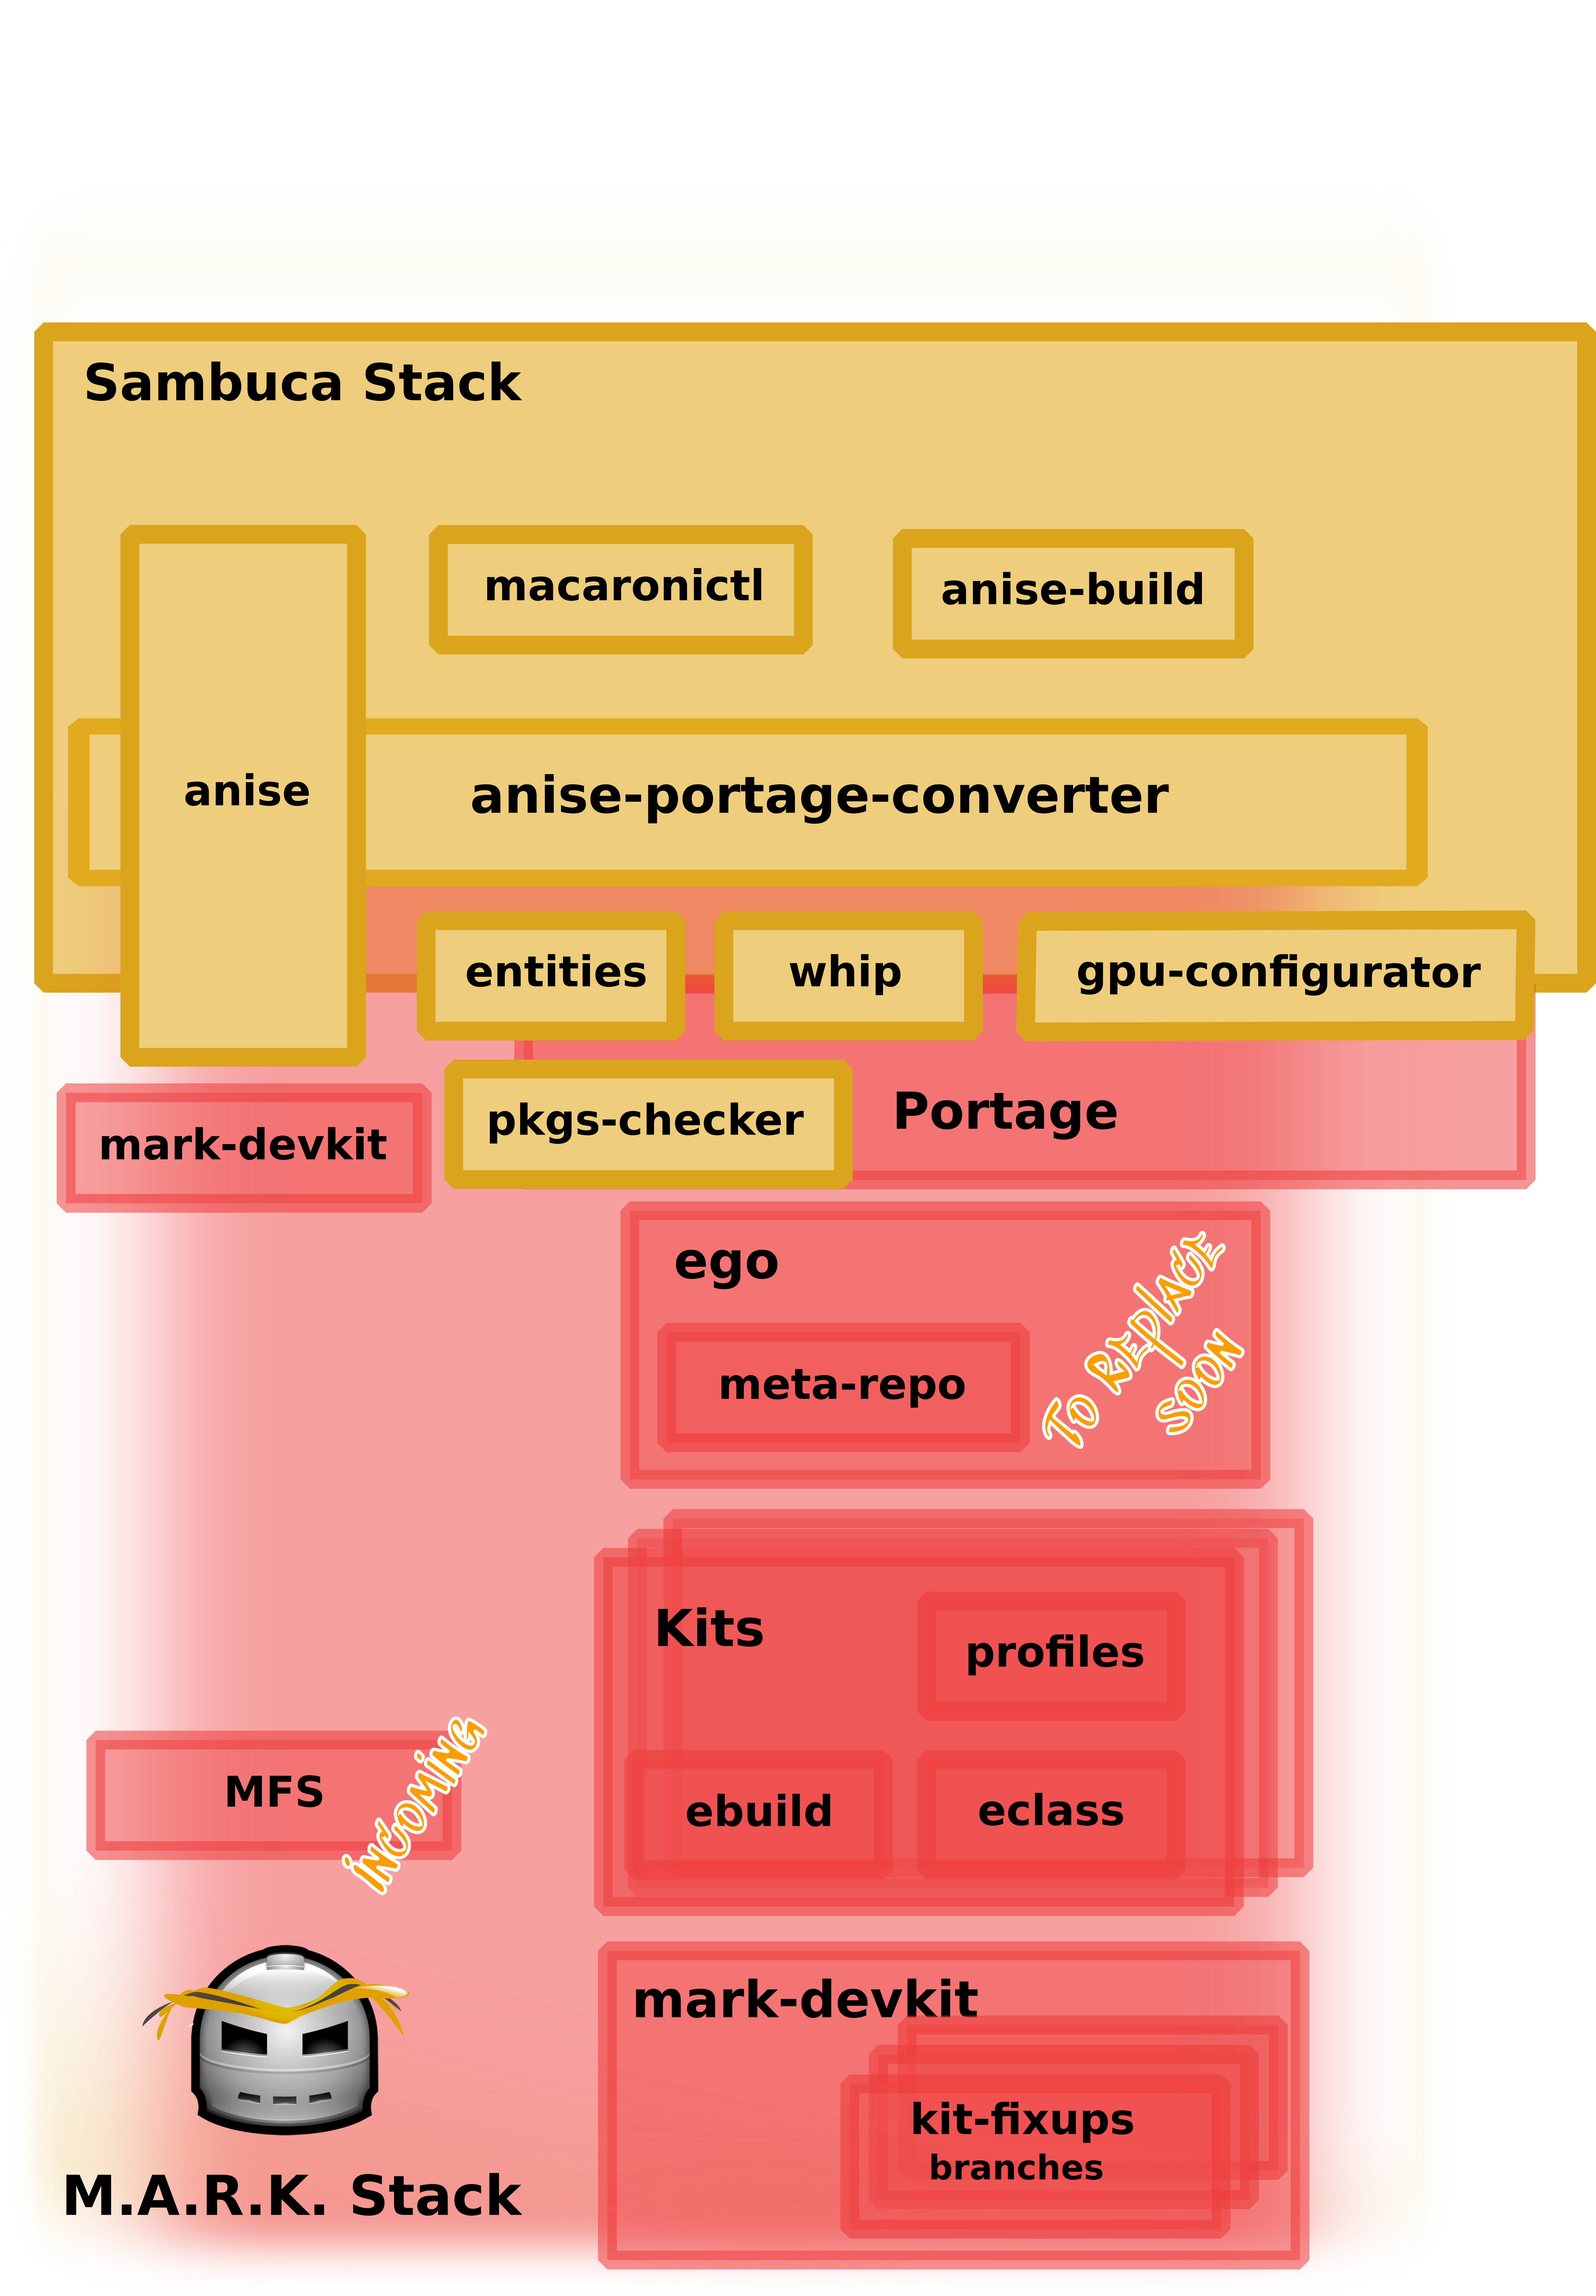 Sambuca Stack
macaronictl
anise-build
anise
anise-portage-converter
entities
whip
gpu-configurator
pkgs-checker
Portage
mark-devkit
ego
TO REPlACE
SOON
meta-repo
Kits
profiles
MFS
iNCOMiNG
ebuild
eclass
mark-devkit
kit-fixups
branches
M.A.R.K. Stack